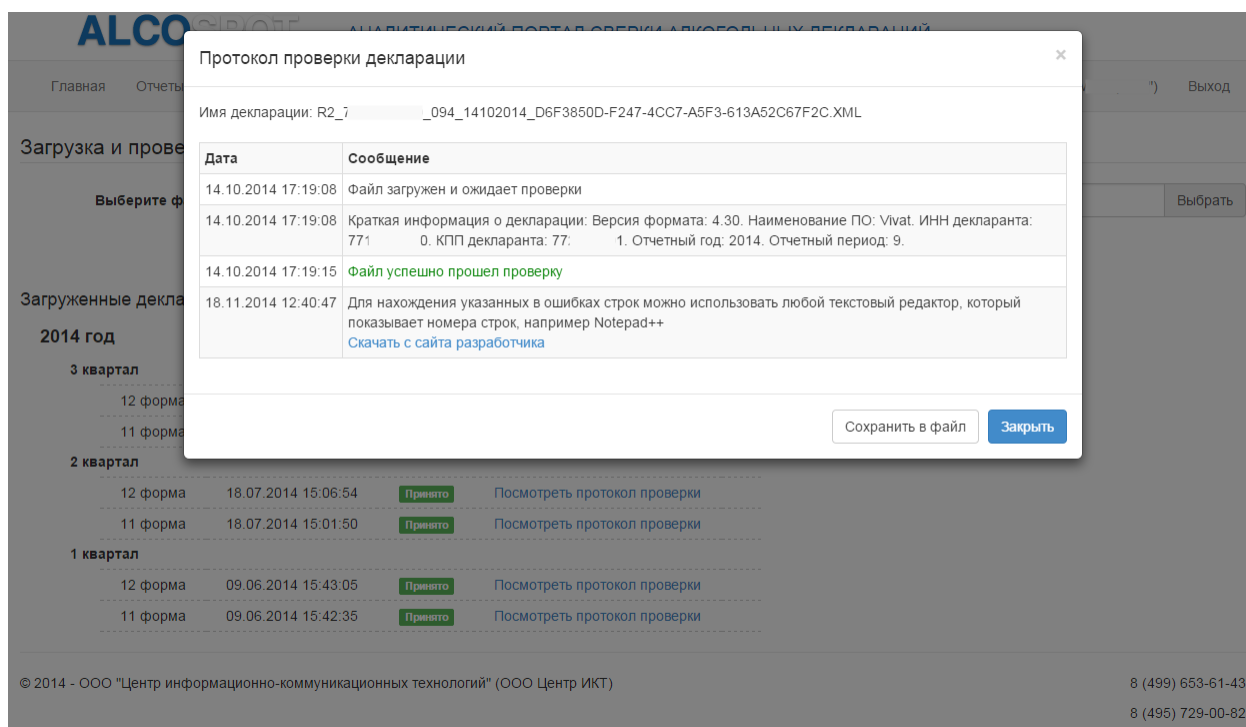 ALCO
АНАЛИТИЧЕСКИЙ ПОРТАЛ СВЕРКИ АЛКОГОЛЬНЫХ ДЕКЛАРАЦИЙ
Протокол проверки декларации ×
Главная Отчеты ") Выход
Имя декларации: R2_7 _094_14102014_D6F3850D-F247-4CC7-A5F3-613A52C67F2C.XML
Загрузка и прове
Дата Сообщение
14.10.2014 17:19:08 Файл загружен и ожидает проверки
Выберите ф Выбрать
14.10.2014 17:19:08 Краткая информация о декларации: Версия формата: 4.30. Наименование ПО: Vivat. ИНН декларанта:
771 0. КПП декларанта: 77 1. Отчетный год: 2014. Отчетный период: 9.
14.10.2014 17:19:15 Файл успешно прошел проверку
Загруженные декла
18.11.2014 12:40:47 Для нахождения указанных в ошибках строк можно использовать любой текстовый редактор, который
показывает номера строк, например Notepad++
Скачать с сайта разработчика
2014 год
3 квартал
12 форма
11 форма
Сохранить в файл Закрыть
2 квартал
12 форма 18.07.2014 15:06:54 Принято Посмотреть протокол проверки
11 форма 18.07.2014 15:01:50 Принято Посмотреть протокол проверки
1 квартал
12 форма 09.06.2014 15:43:05 Принято Посмотреть протокол проверки
11 форма 09.06.2014 15:42:35 Принято Посмотреть протокол проверки
© 2014 - ООО "Центр информационно-коммуникационных технологий" (ООО Центр ИКТ) 8 (499) 653-61-43
8 (495) 729-00-82